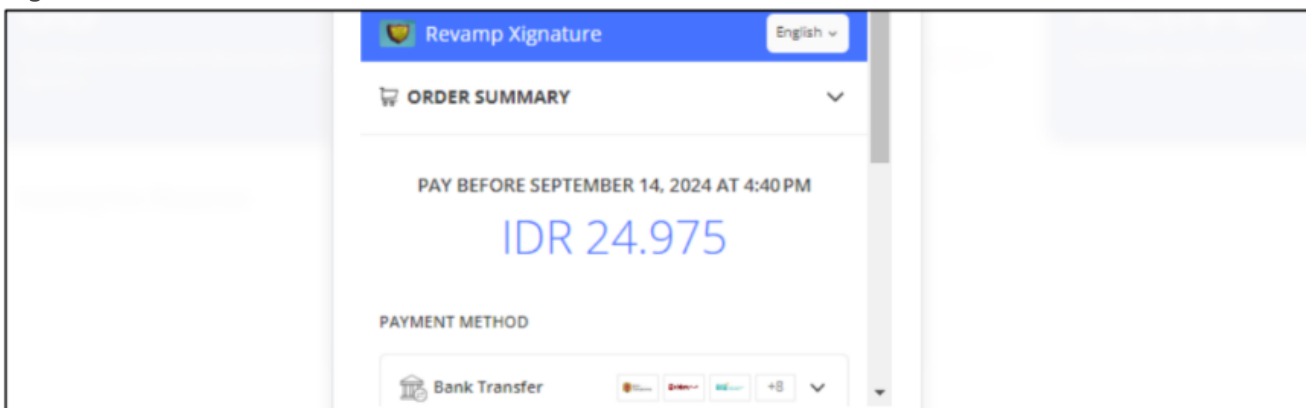 Revamp Xignature
English
ORDER SUMMARY
PAY BEFORE SEPTEMBER 14, 2024 AT 4:40 PM
IDR 24.975
PAYMENT METHOD
Bank Transfer +8